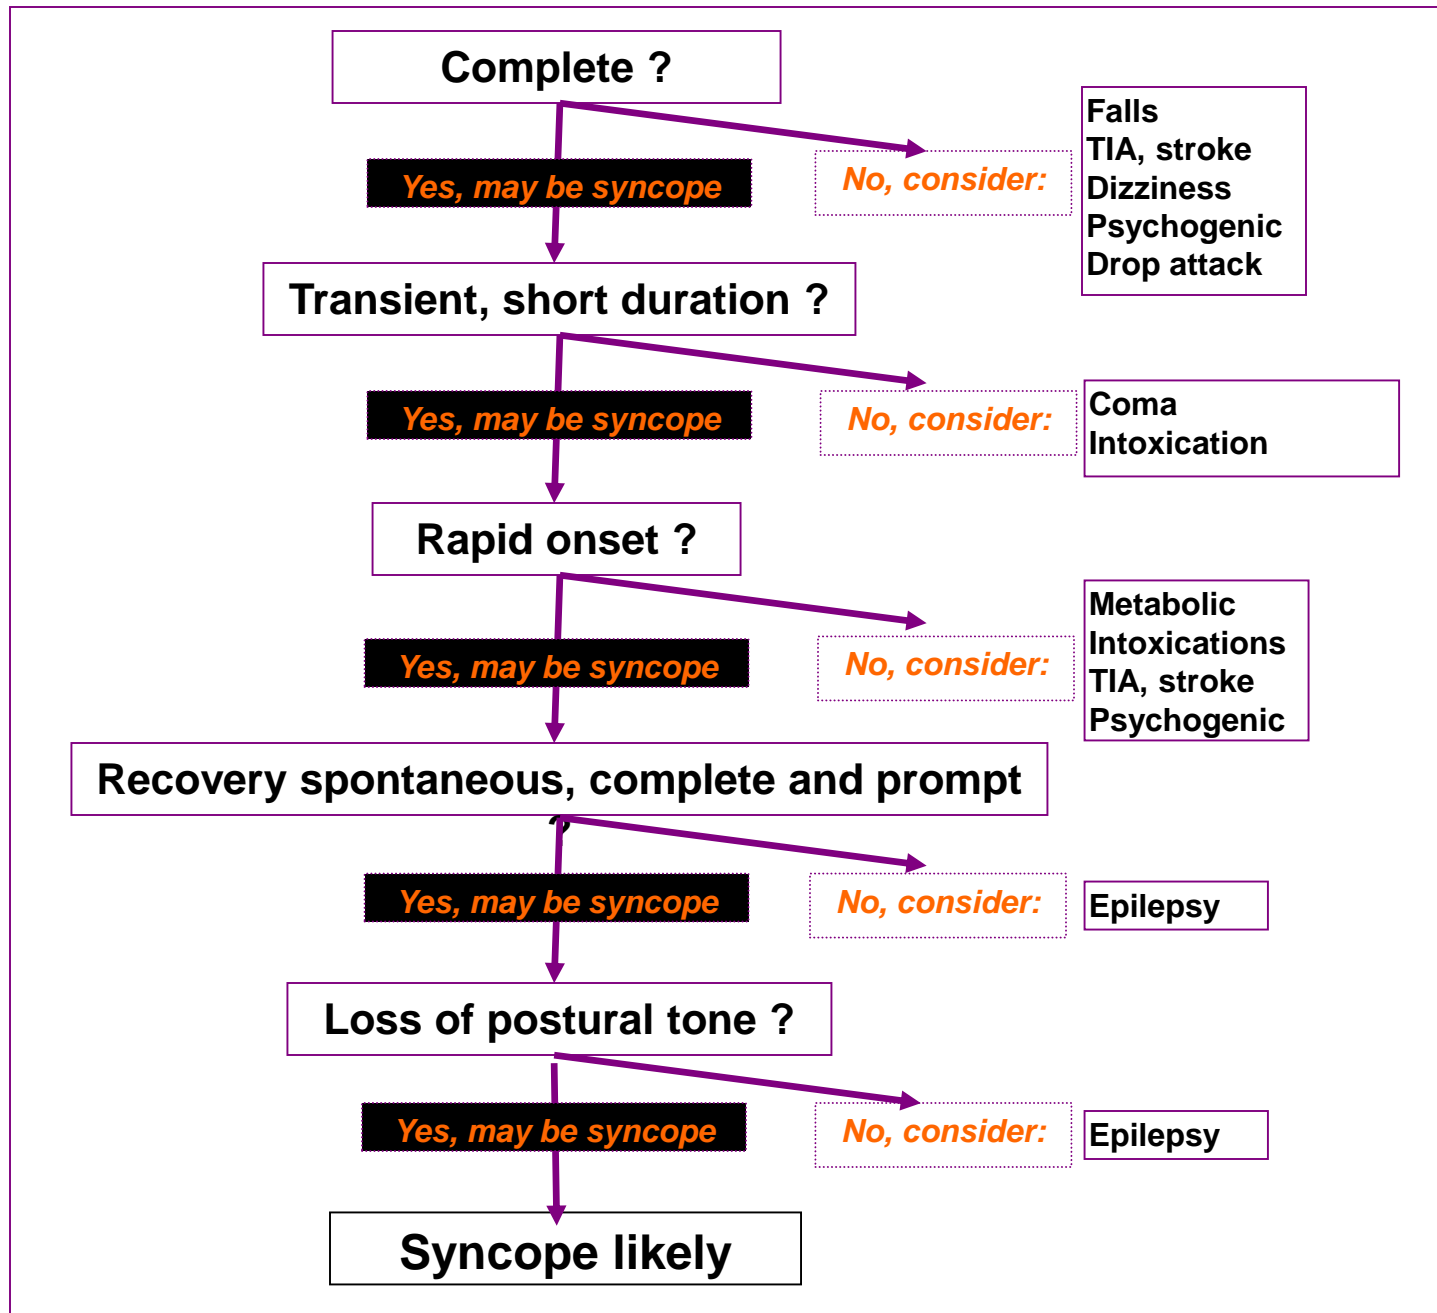 Complete ?
Yes, may be syncope
No, consider:
Falls
TIA, stroke
Dizziness
Psychogenic
Drop attack
Transient, short duration ?
Yes, may be syncope
No, consider:
Coma
Intoxication
Rapid onset ?
Yes, may be syncope
No, consider:
Metabolic
Intoxications
TIA, stroke
Psychogenic
Recovery spontaneous, complete and prompt
?
Yes, may be syncope
No, consider:
Epilepsy
Loss of postural tone ?
Yes, may be syncope
No, consider:
Epilepsy
Syncope likely